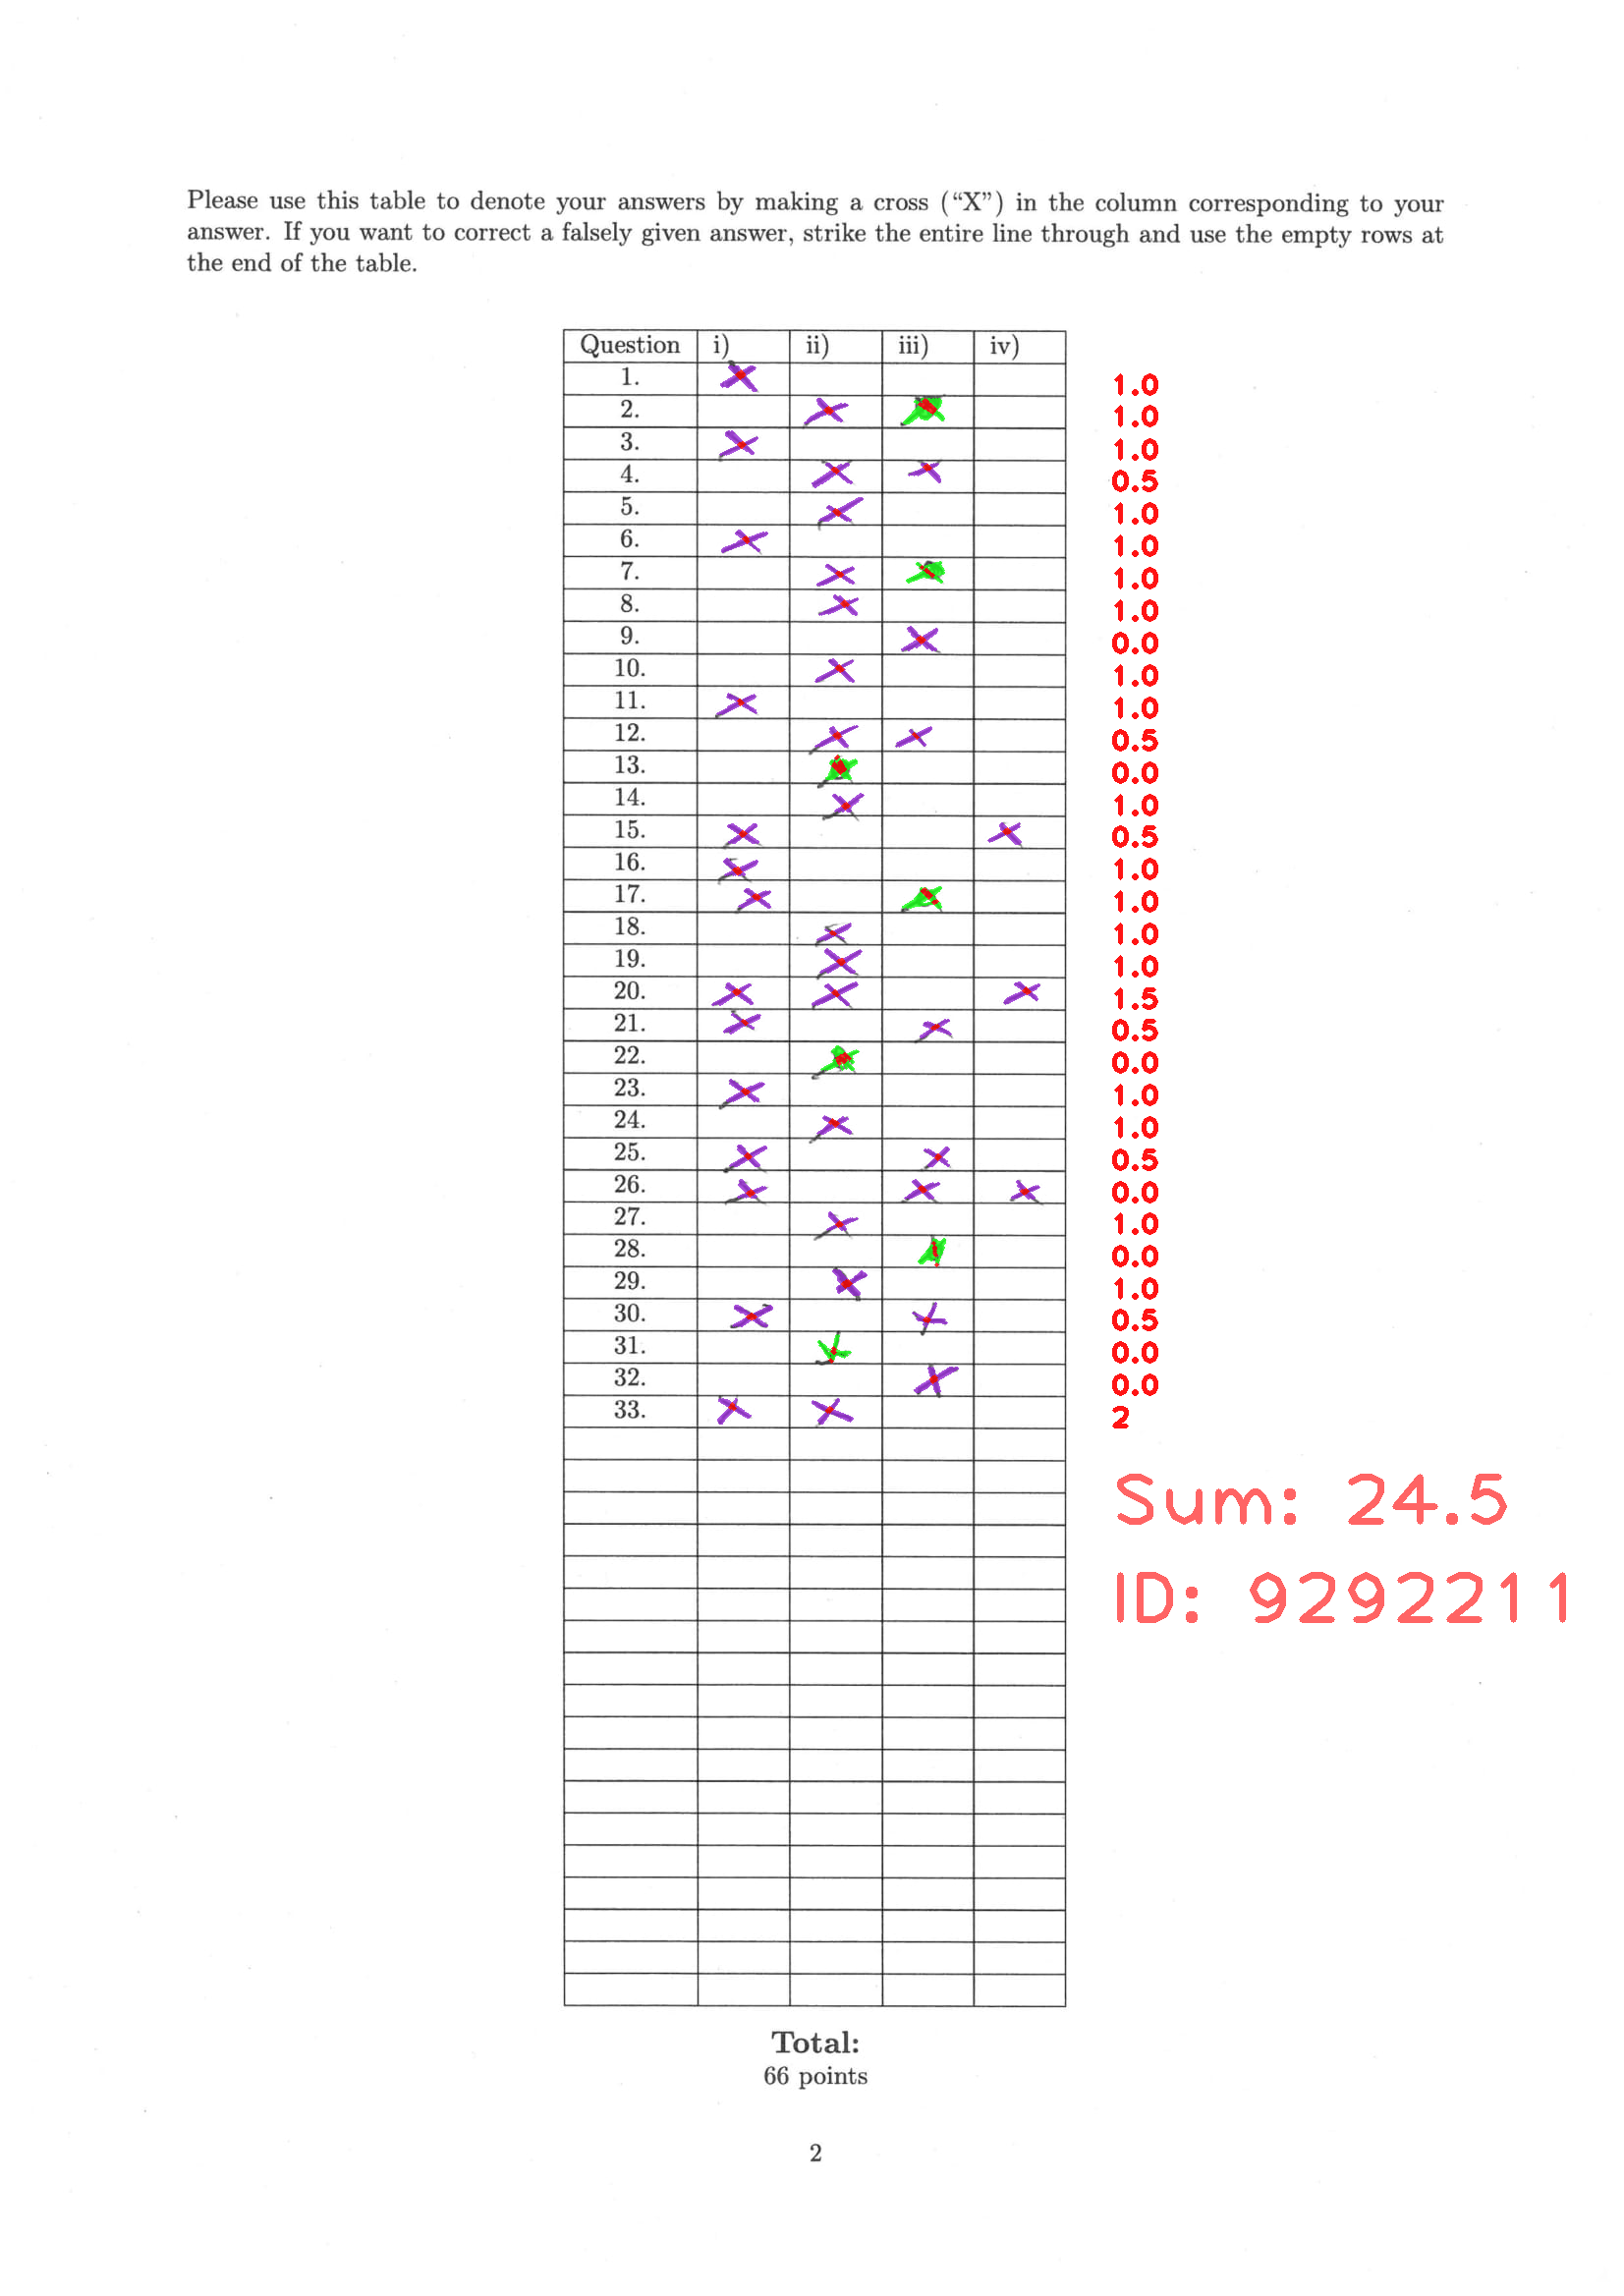 Please use this table to denote your answers by making a cross (“X”) in the column corresponding to your
answer. If you want to correct a falsely given answer, strike the entire line through and use the empty rows at
the end of the table.
Question i) ii) iii) iv)
1. X 1.0
2. X 1.0
3. X 1.0
4. X X 0.5
5. X 1.0
6. X 1.0
7. X 1.0
8. X 1.0
9. X 0.0
10. X 1.0
11. X 1.0
12. X X 0.5
13. 0.0
14. X 1.0
15. X X 0.5
16. X 1.0
17. X 1.0
18. X 1.0
19. X 1.0
20. X X X 1.5
21. X X 0.5
22. 0.0
23. X 1.0
24. X 1.0
25. X X 0.5
26. X X X 0.0
27. X 1.0
28. 0.0
29. X 1.0
30. X X 0.5
31. X 0.0
32. X 0.0
33. X X 2
Sum: 24.5
ID: 9292211
Total:
66 points
2